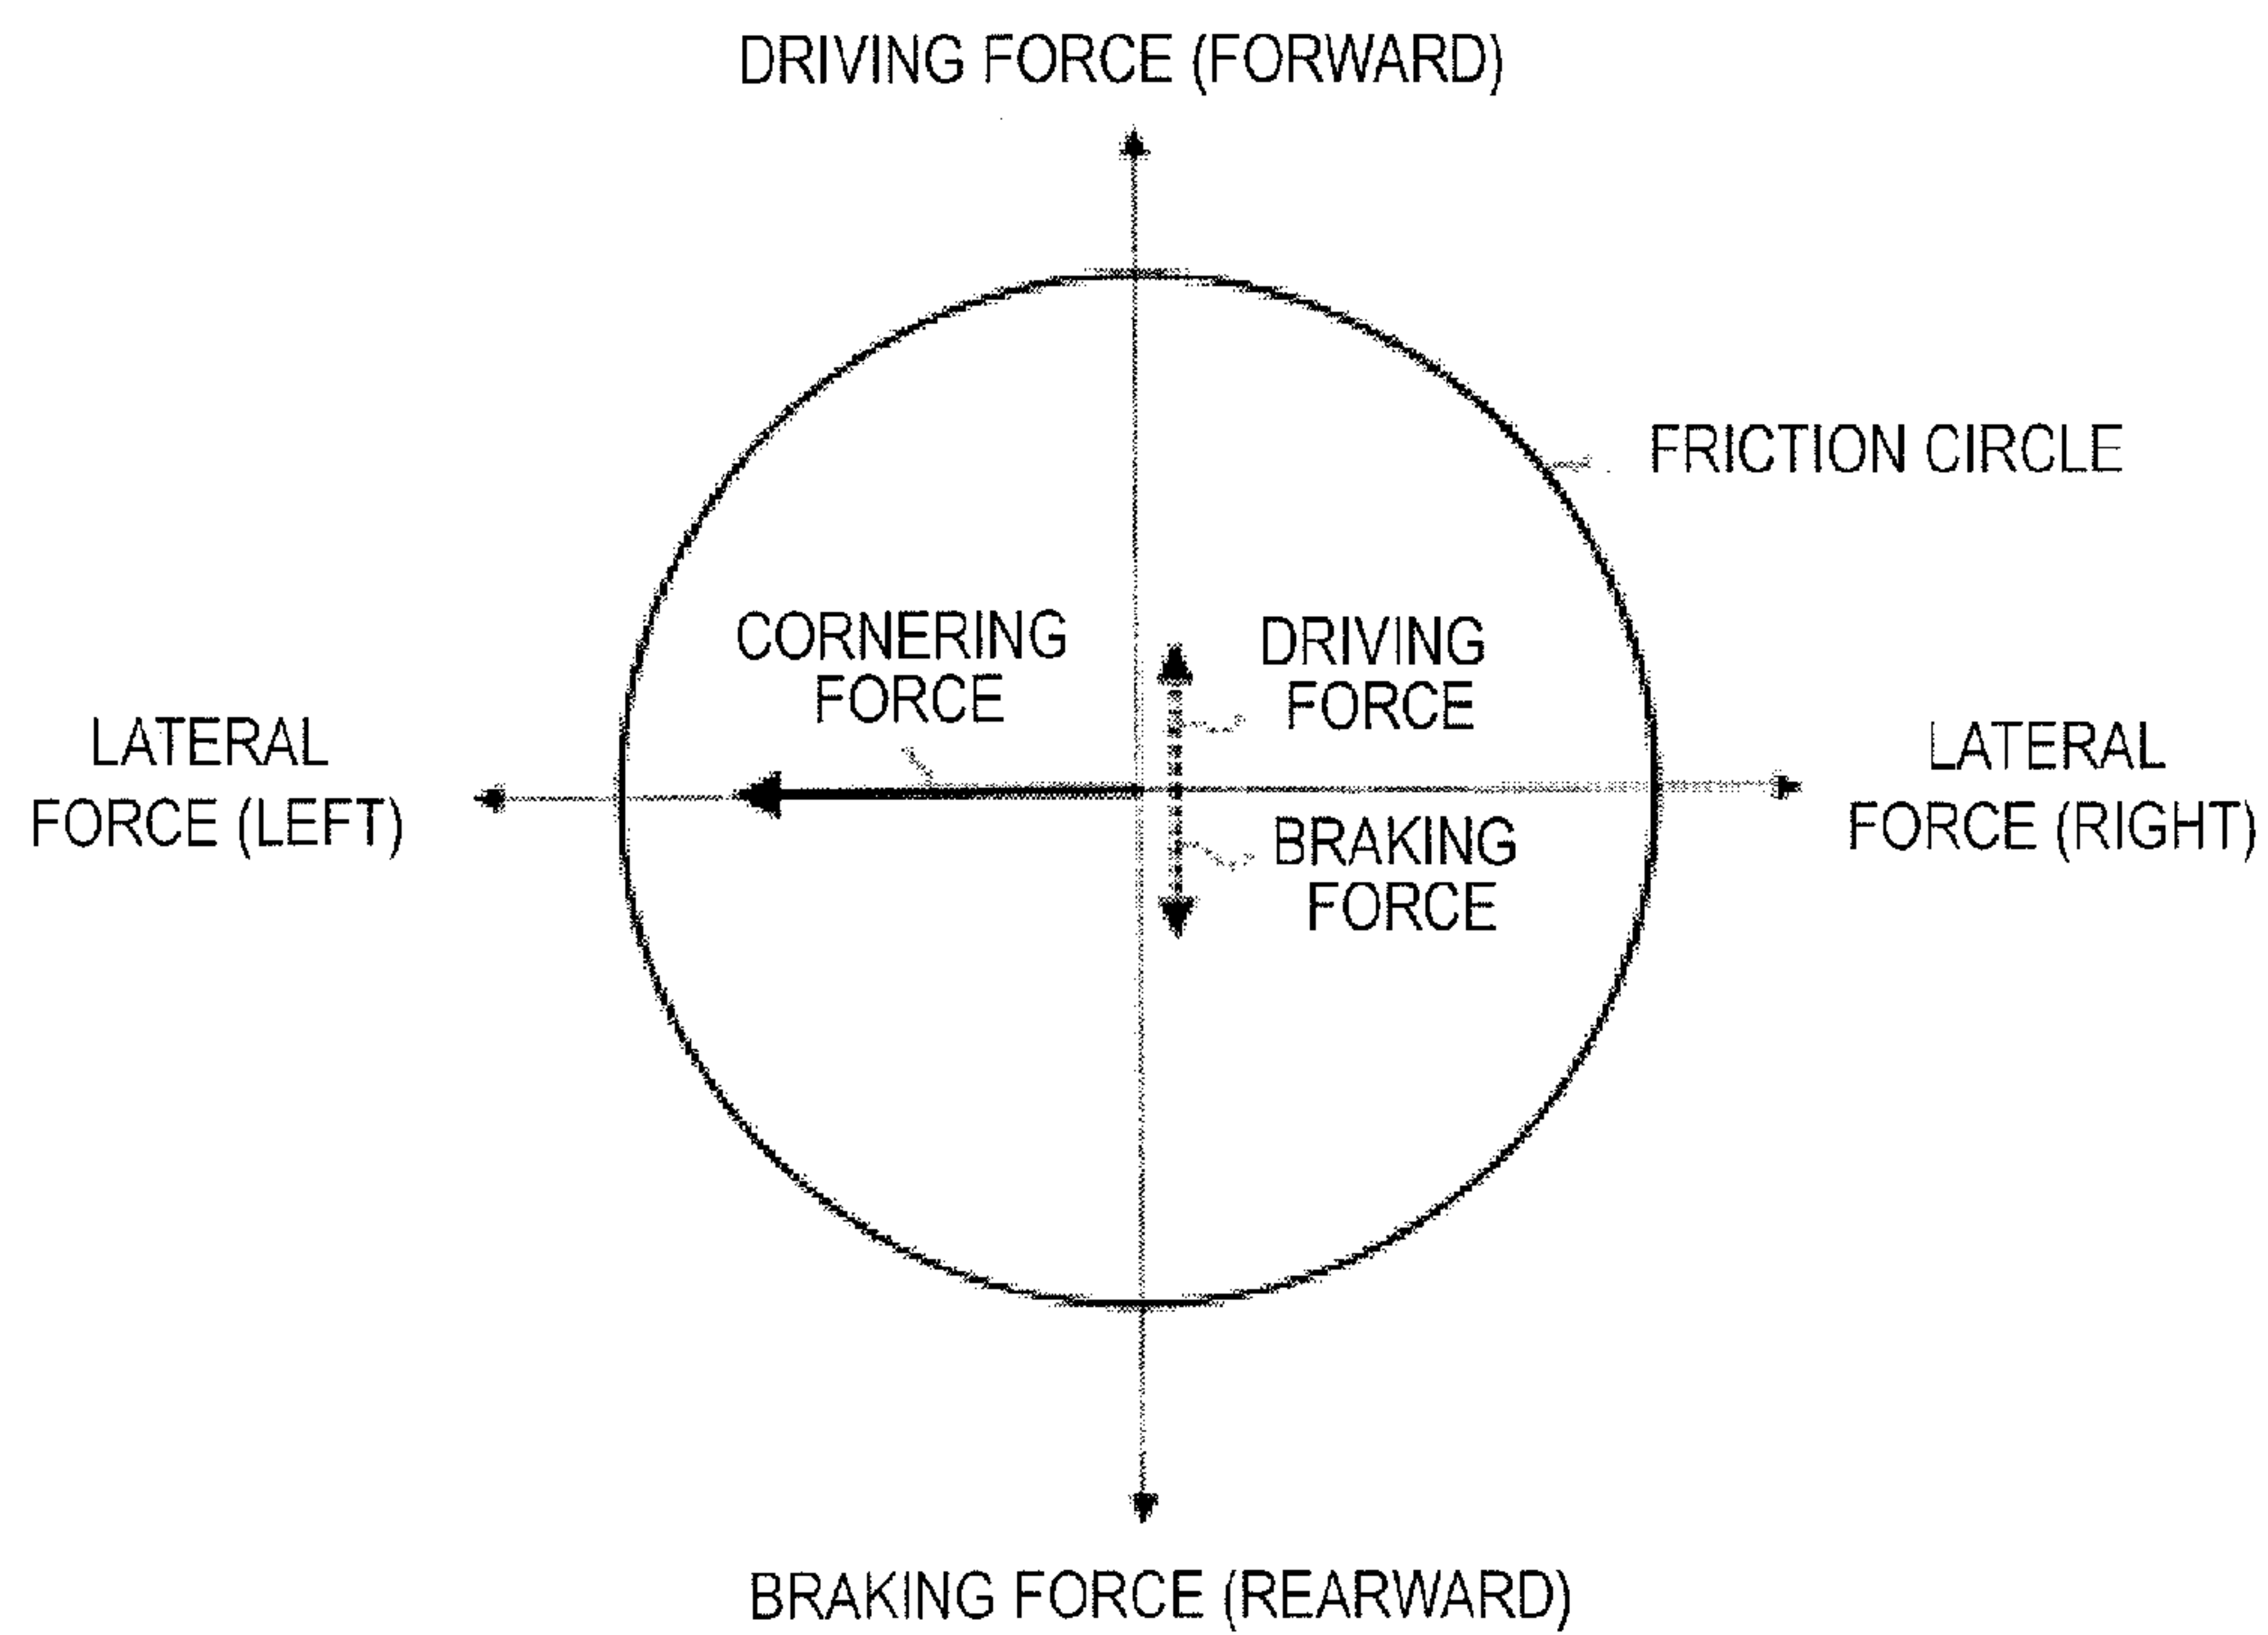 DRIVING FORCE (FORWARD)
FRICTION CIRCLE
CORNERING
FORCE
DRIVING
FORCE
LATERAL
FORCE (LEFT)
LATERAL
FORCE (RIGHT)
BRAKING
FORCE
BRAKING FORCE (REARWARD)